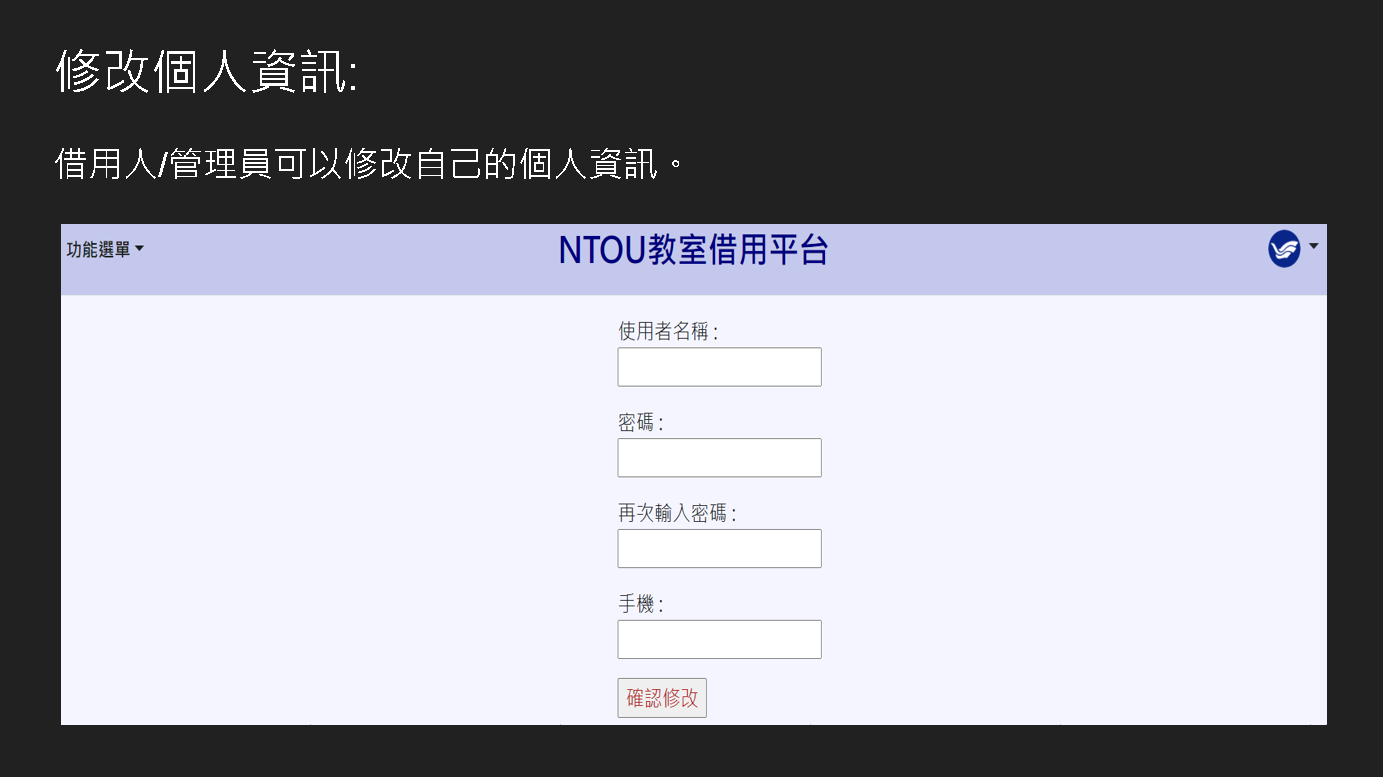 修改個人資訊:
借用人/管理員可以修改自己的個人資訊。
功能選單
NTOU教室借用平台
使用者名稱 :
密碼 :
再次輸入密碼 :
手機 :
確認修改